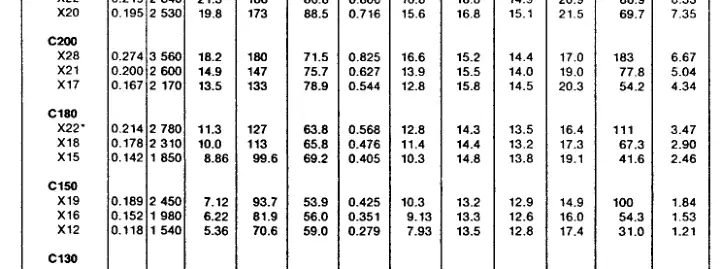 X20 0.195 2 530 19.8 173 88.5 0.716 15.6 16.8 15.1 21.5 69.7 7.35
C200
X28 0.274 3 560 18.2 180 71.5 0.825 16.6 15.2 14.4 17.0 183 6.67
X21 0.200 2 600 14.9 147 75.7 0.627 13.9 15.5 14.0 19.0 77.8 5.04
X17 0.167 2 170 13.5 133 78.9 0.544 12.8 15.8 14.5 20.3 54.2 4.34
C180
X22* 0.214 2 780 11.3 127 63.8 0.568 12.8 14.3 13.5 16.4 111 3.47
X18 0.178 2 310 10.0 113 65.8 0.476 11.4 14.4 13.2 17.3 67.3 2.90
X15 0.142 1 850 8.86 99.6 69.2 0.405 10.3 14.8 13.8 19.1 41.6 2.46
C150
X19 0.189 2 450 7.12 93.7 53.9 0.425 10.3 13.2 12.9 14.9 100 1.84
X16 0.152 1 980 6.22 81.9 56.0 0.351 9.13 13.3 12.6 16.0 54.3 1.53
X12 0.118 1 540 5.36 70.6 59.0 0.279 7.93 13.5 12.8 17.4 31.0 1.21
C130